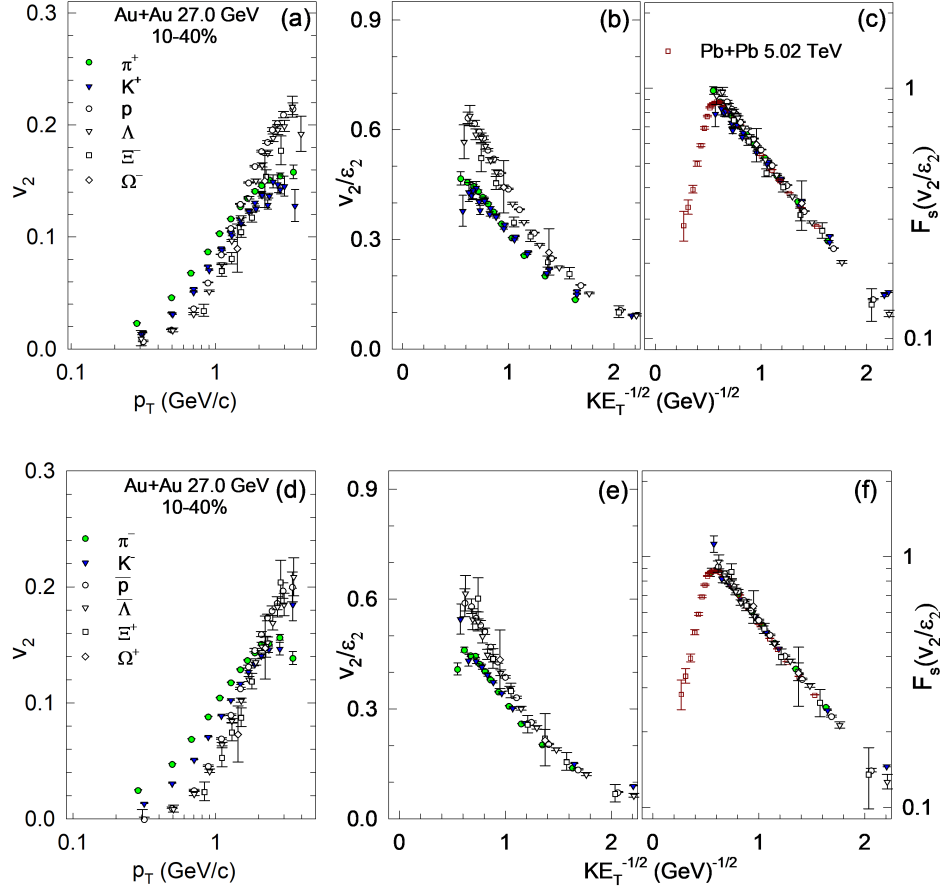 Au+Au 27.0 GeV (a)
10-40%
π+
K+
p
Λ
Ξ-
Ω-
0.3
0.2
0.1
0.0
v2
0.1 1
pT (GeV/c)
(b)
0.9
0.6
0.3
0.0
v2/ε2
0 1 2
(c)
Pb+Pb 5.02 TeV
1
0.1
Fs(v2/ε2)
0 1 2
KET-1/2 (GeV)-1/2
Au+Au 27.0 GeV (d)
10-40%
π-
K-
p̅
Λ̅
Ξ̅+
Ω̅+
0.3
0.2
0.1
0.0
v2
0.1 1
pT (GeV/c)
(e)
0.9
0.6
0.3
0.0
v2/ε2
0 1 2
(f)
1
0.1
Fs(v2/ε2)
0 1 2
KET-1/2 (GeV)-1/2